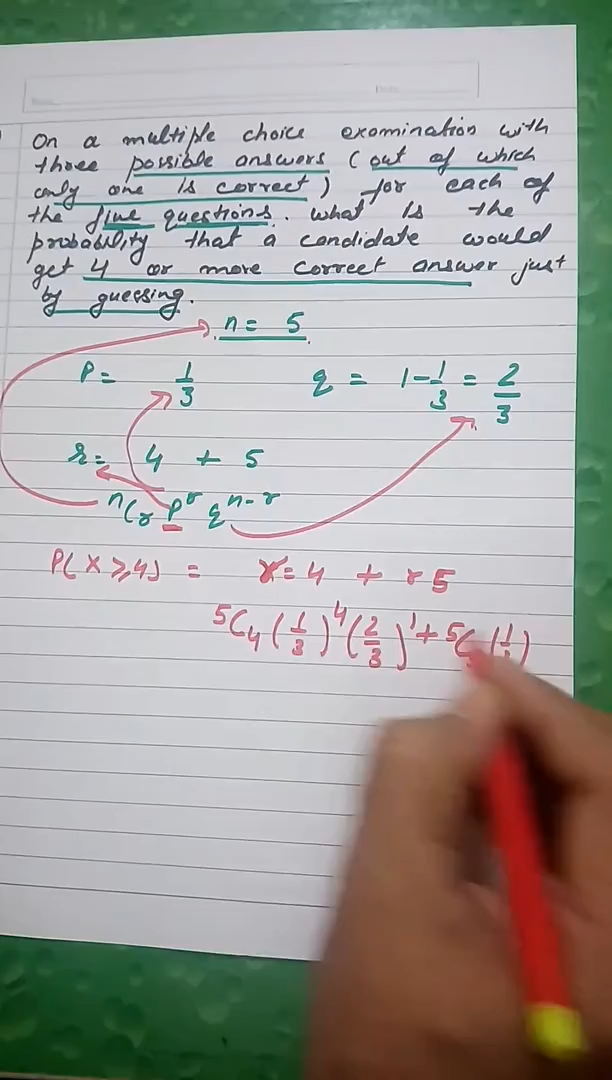 On a multiple choice examination with
three possible answers (out of which
only one is correct) for each of
the five questions. what is the
probability that a candidate would
get 4 or more correct answer just
by guessing.
n = 5
P = 1/3 q = 1-1/3 = 2/3
r = 4 + 5
nCr p^r q^n-r
P(X ⩾ 4) = r=4 + r5
5C4 (1/3)^4 (2/3)^1 + 5C